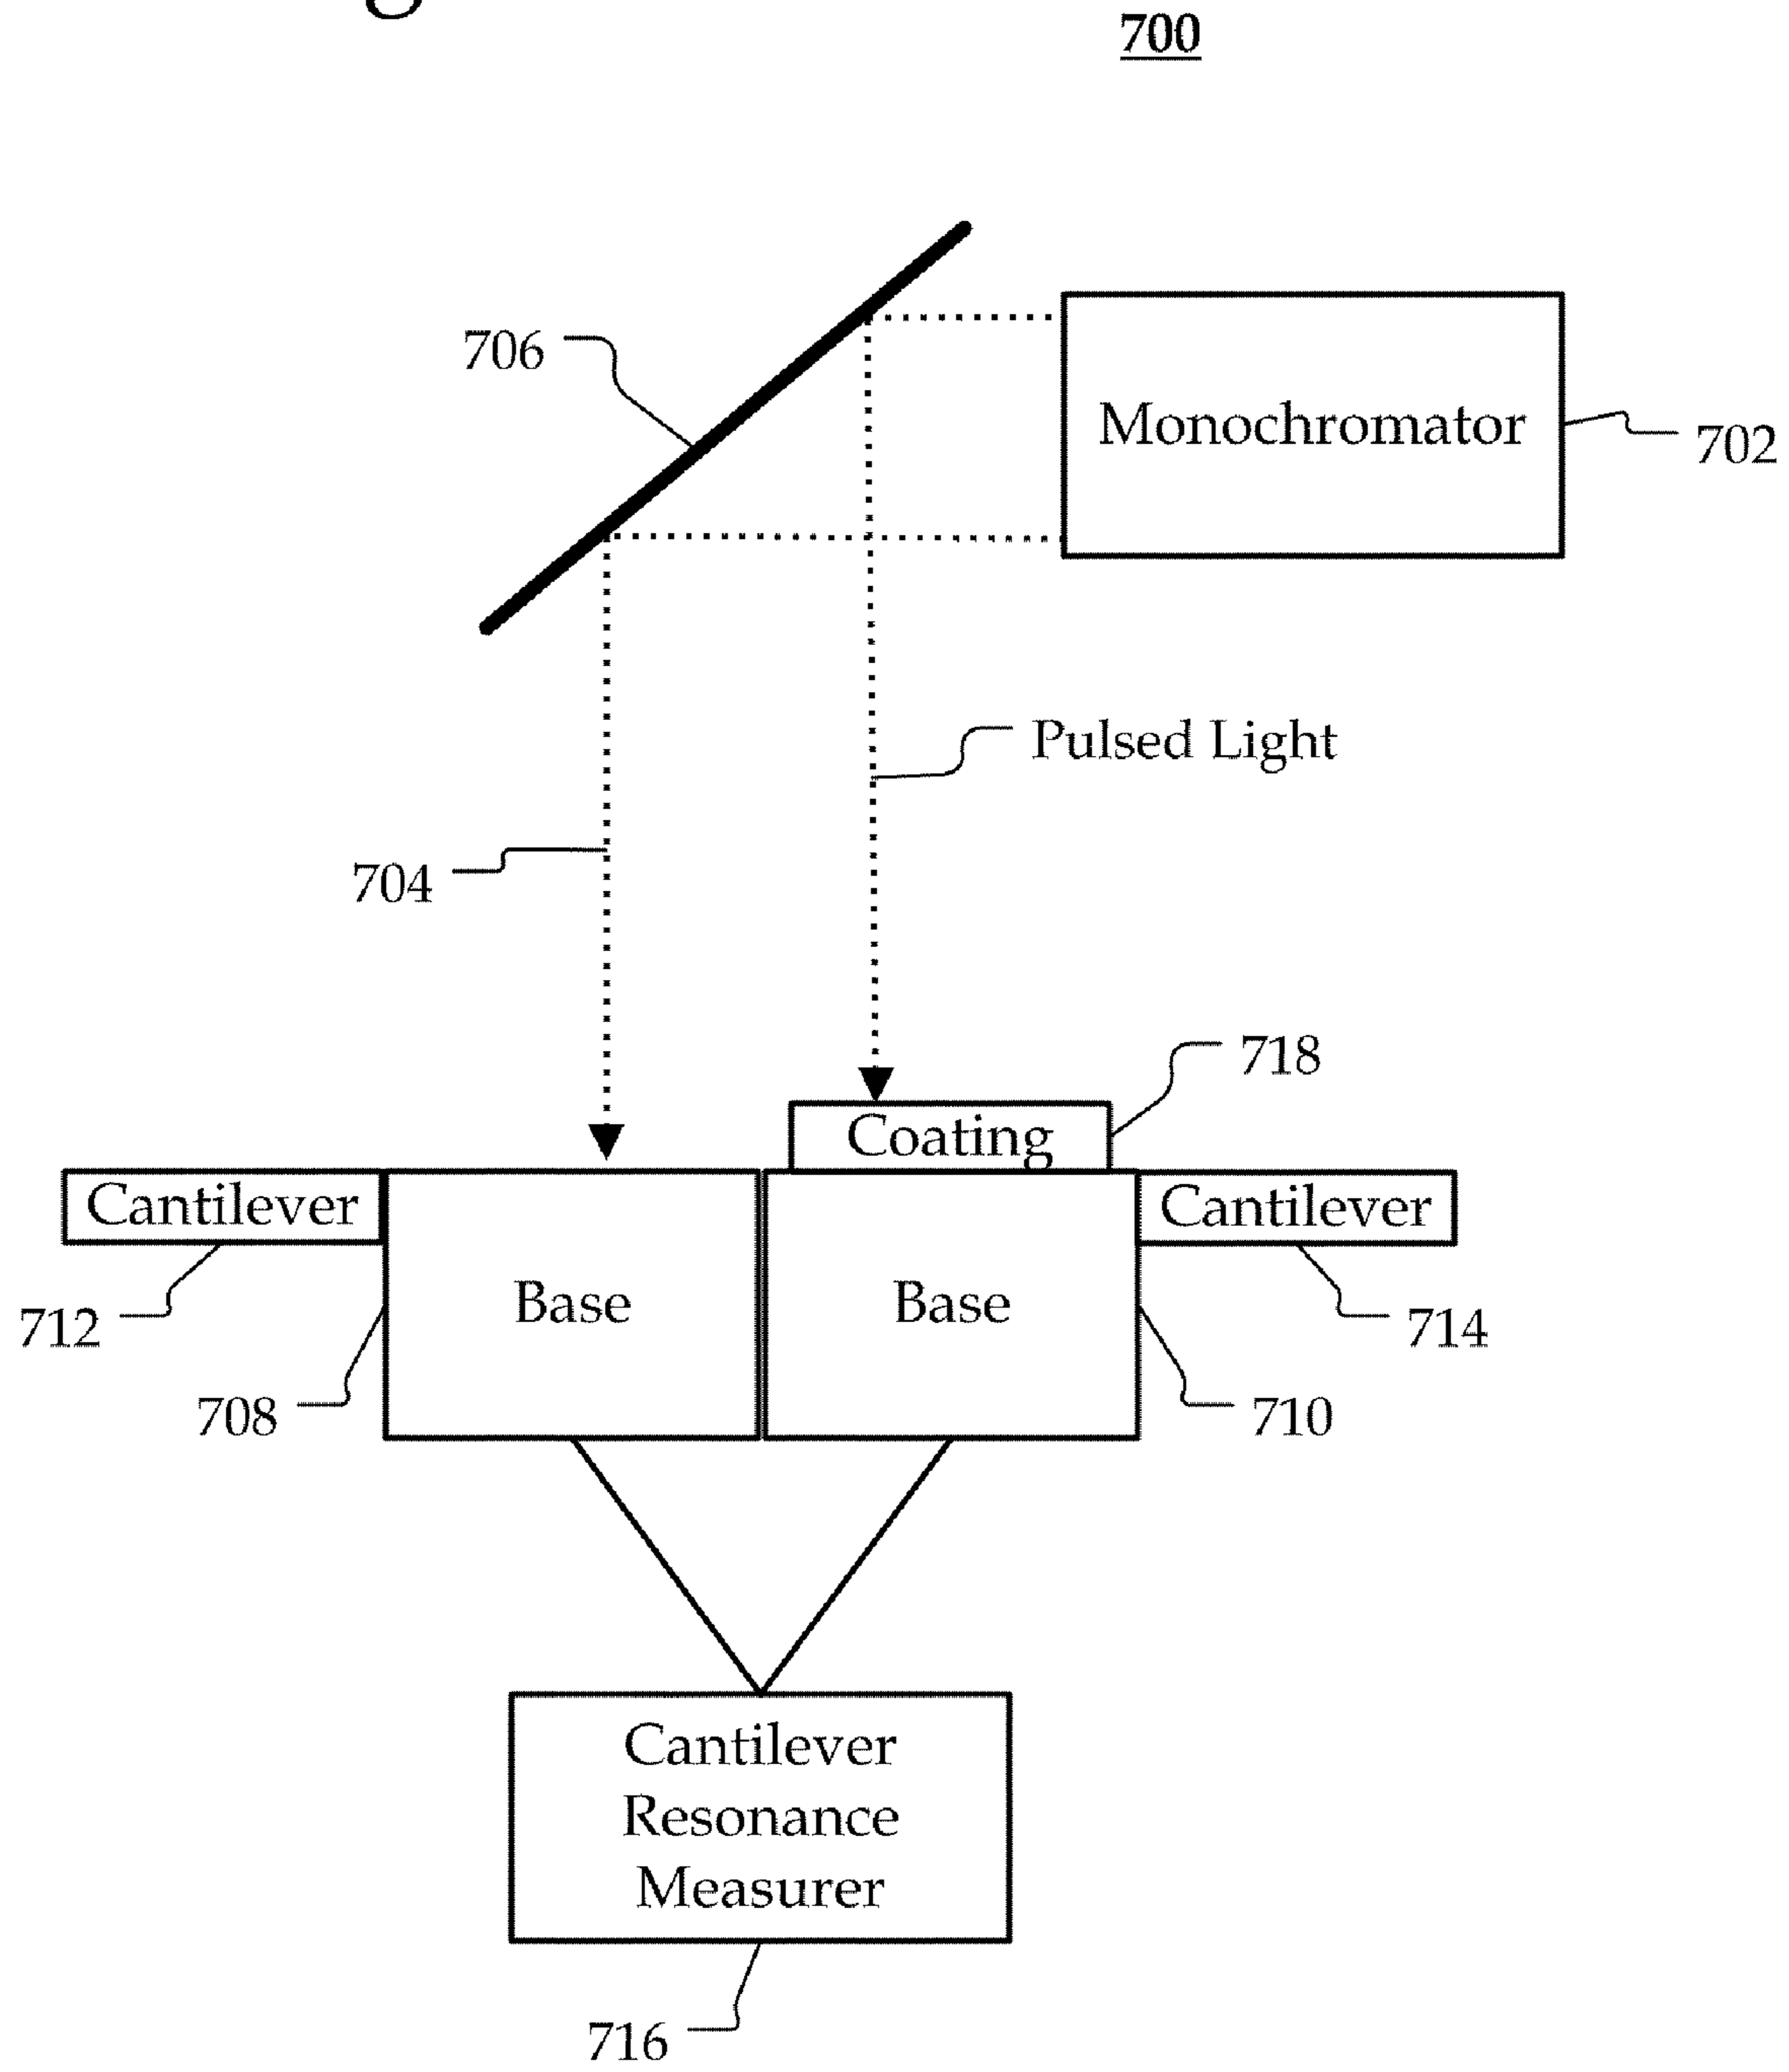 700
706
Monochromator
702
Pulsed Light
704
718
Coating
Cantilever
Cantilever
Base
Base
712
714
708
710
Cantilever
Resonance
Measurer
716